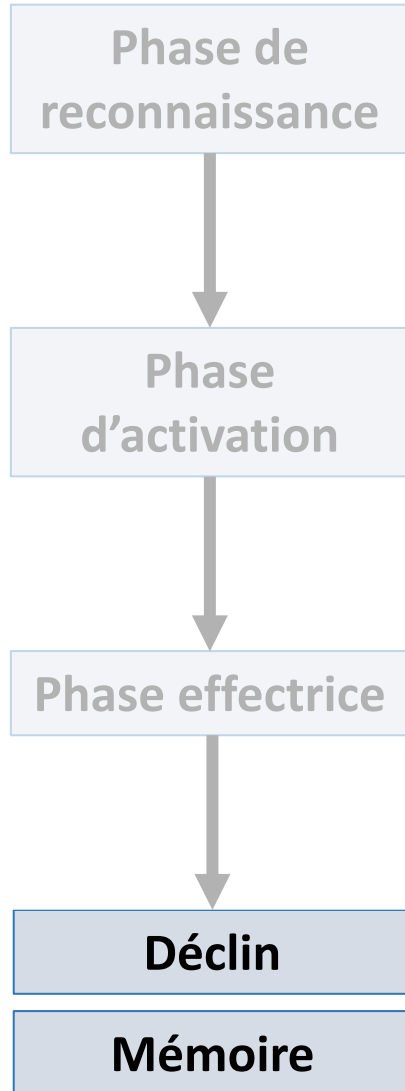 Phase de
reconnaissance
Phase
d’activation
Phase effectrice
Déclin
Mémoire